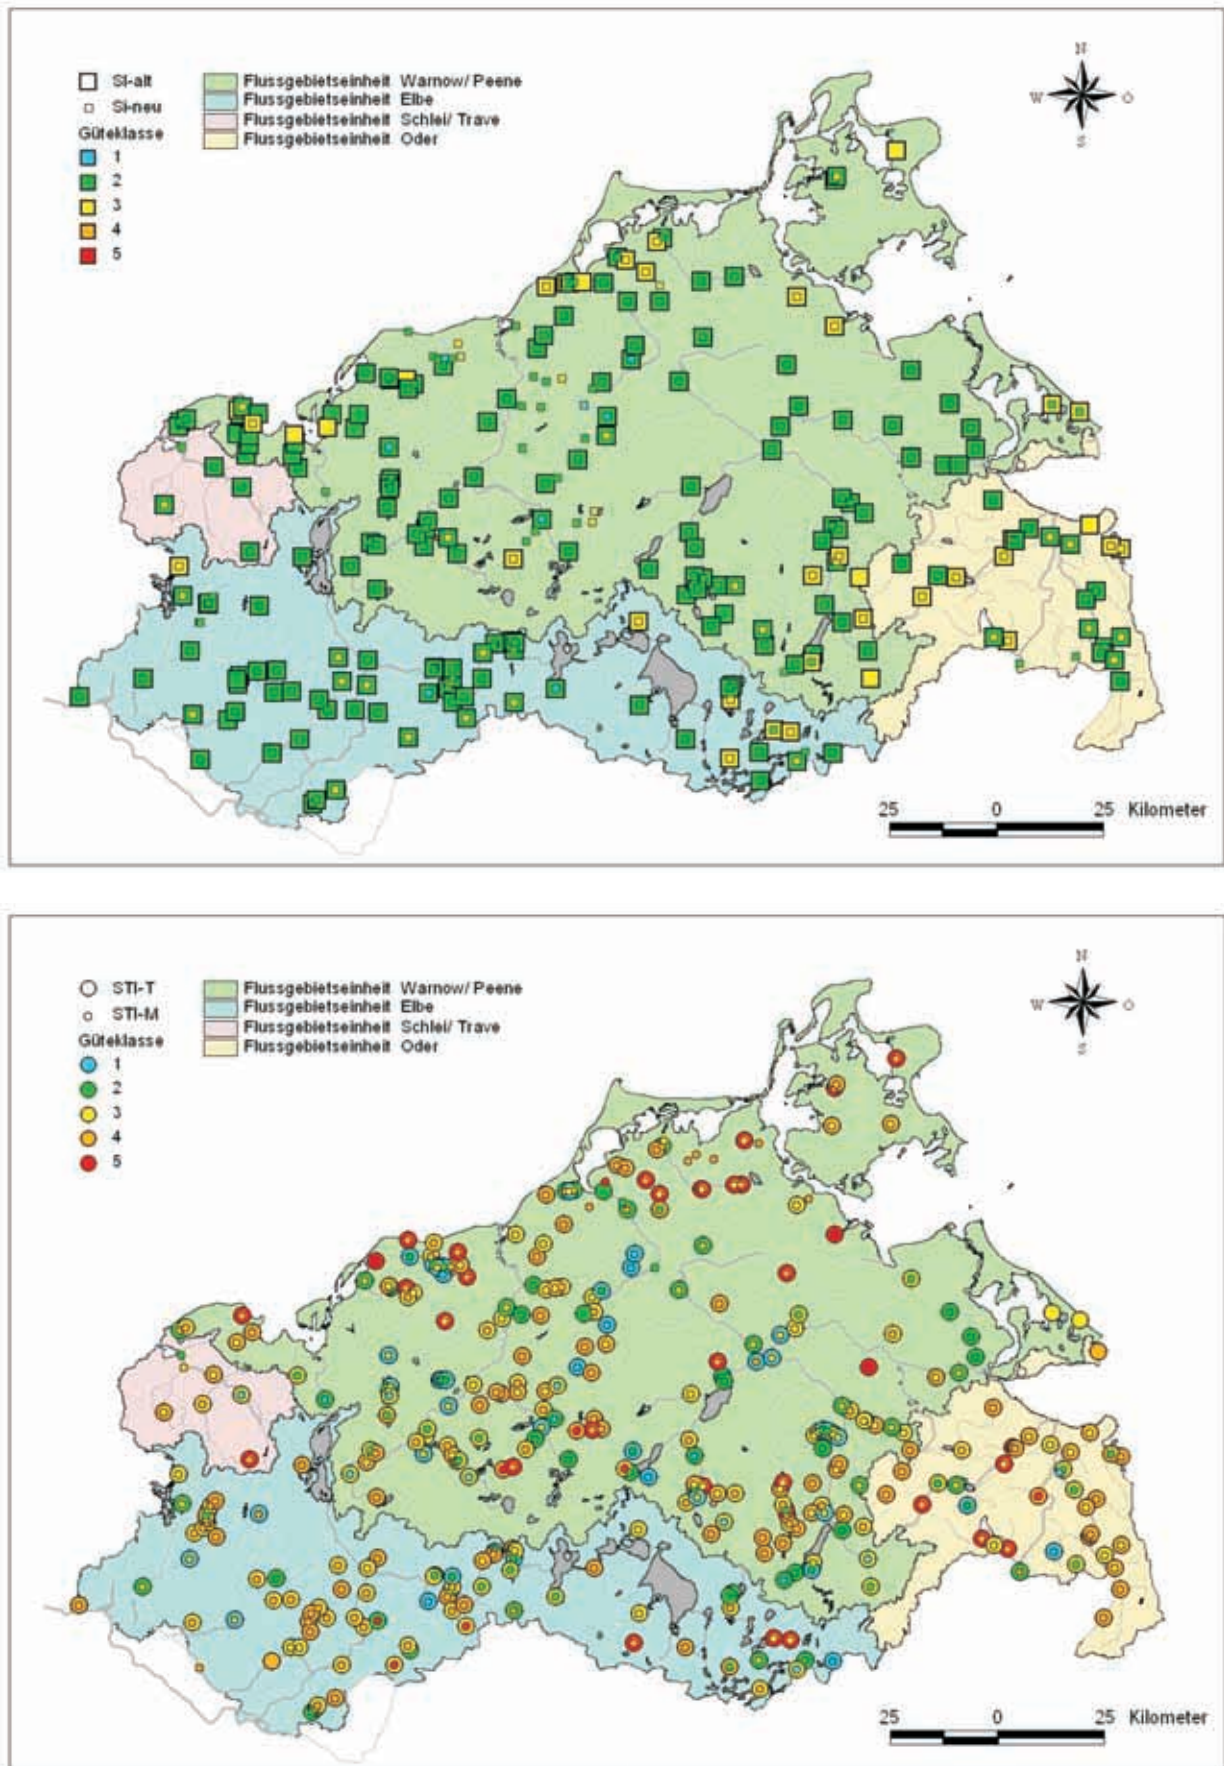 SI-alt
SI-neu
Güteklasse
1
2
3
4
5
Flussgebietseinheit Warnow/ Peene
Flussgebietseinheit Elbe
Flussgebietseinheit Schlei/ Trave
Flussgebietseinheit Oder
N
W O
S
25 0 25 Kilometer
STI-T
STI-M
Güteklasse
1
2
3
4
5
Flussgebietseinheit Warnow/ Peene
Flussgebietseinheit Elbe
Flussgebietseinheit Schlei/ Trave
Flussgebietseinheit Oder
N
W O
S
25 0 25 Kilometer